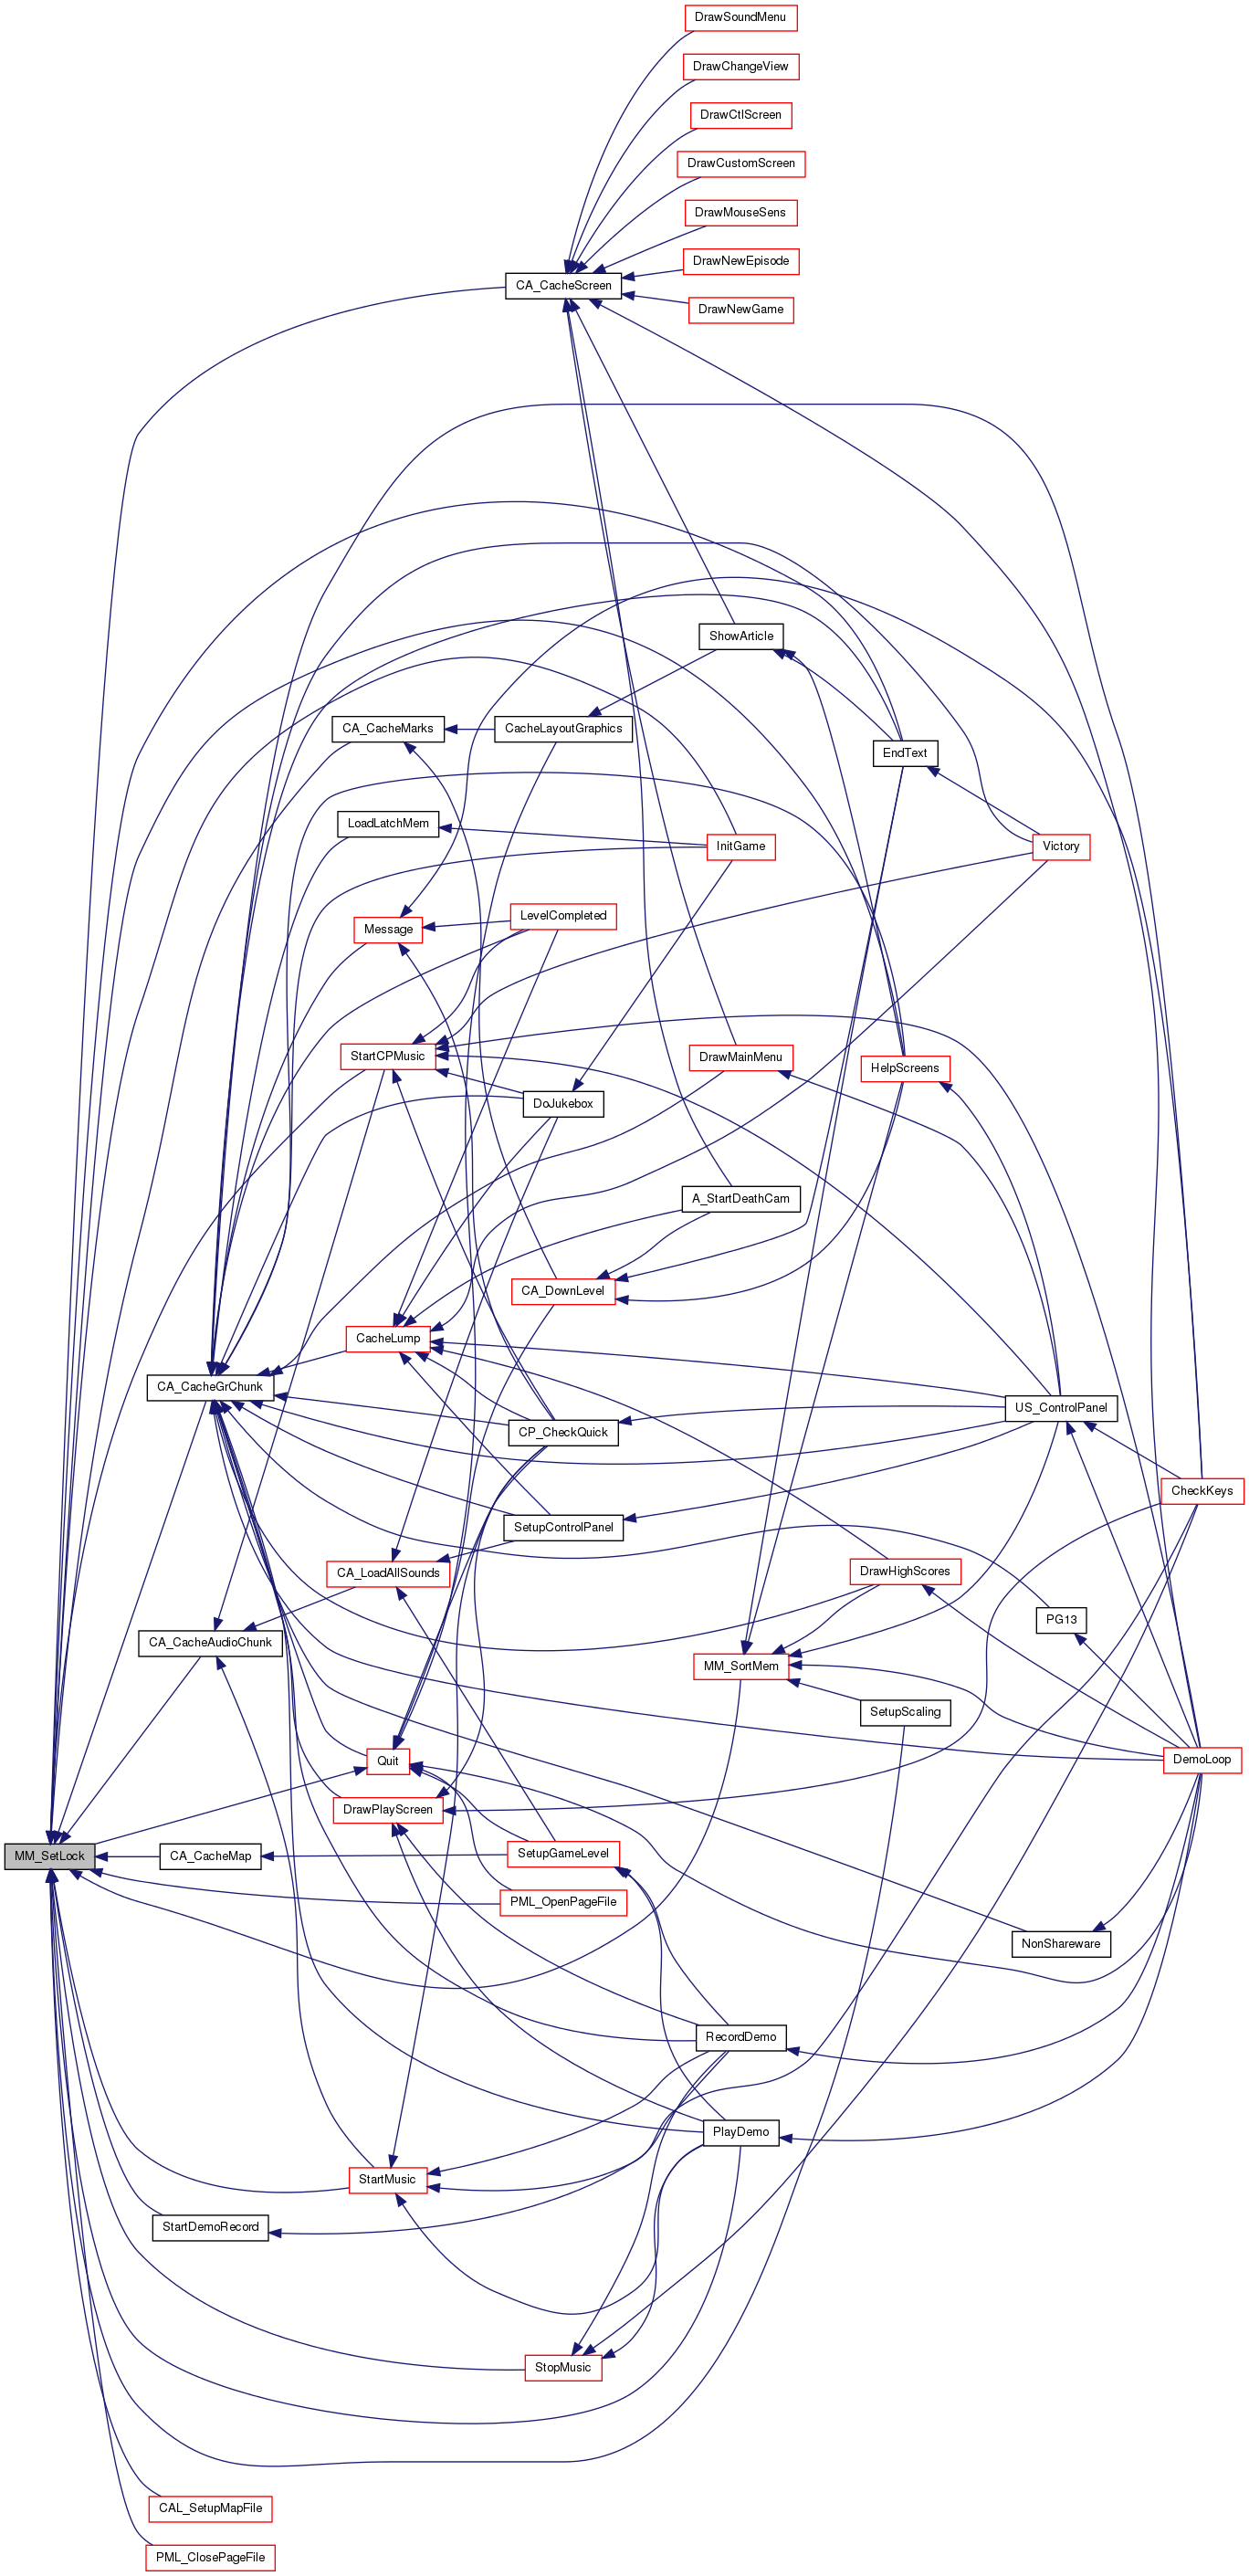 DrawSoundMenu
DrawChangeView
DrawCtlScreen
DrawCustomScreen
DrawMouseSens
DrawNewEpisode
CA_CacheScreen
DrawNewGame
ShowArticle
CA_CacheMarks
CacheLayoutGraphics
EndText
LoadLatchMem
InitGame
Victory
LevelCompleted
Message
StartCPMusic
DrawMainMenu
HelpScreens
DoJukebox
A_StartDeathCam
CA_DownLevel
CacheLump
CA_CacheGrChunk
US_ControlPanel
CP_CheckQuick
CheckKeys
SetupControlPanel
CA_LoadAllSounds
DrawHighScores
PG13
CA_CacheAudioChunk
MM_SortMem
SetupScaling
Quit
DemoLoop
DrawPlayScreen
MM_SetLock
CA_CacheMap
SetupGameLevel
PML_OpenPageFile
NonShareware
RecordDemo
PlayDemo
StartMusic
StartDemoRecord
StopMusic
CAL_SetupMapFile
PML_ClosePageFile